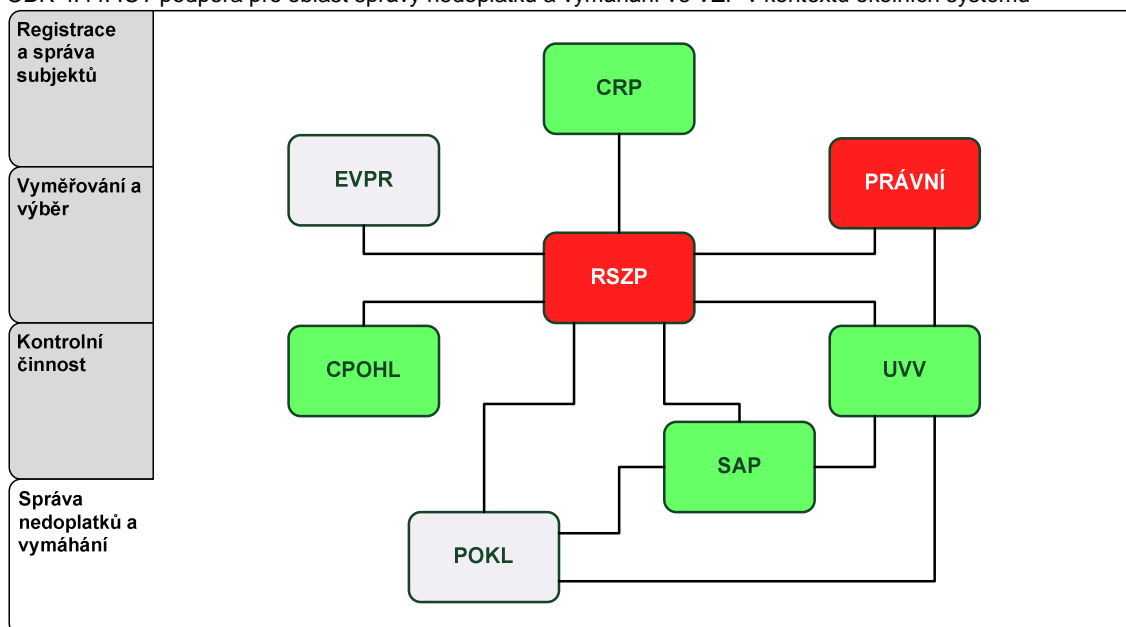 Registrace
a správa
subjektů
CRP
EVPR
PRÁVNÍ
Vyměřování a
výběr
RSZP
Kontrolní
činnost
CPOHL
UVV
SAP
Správa
nedoplatků a
vymáhání
POKL